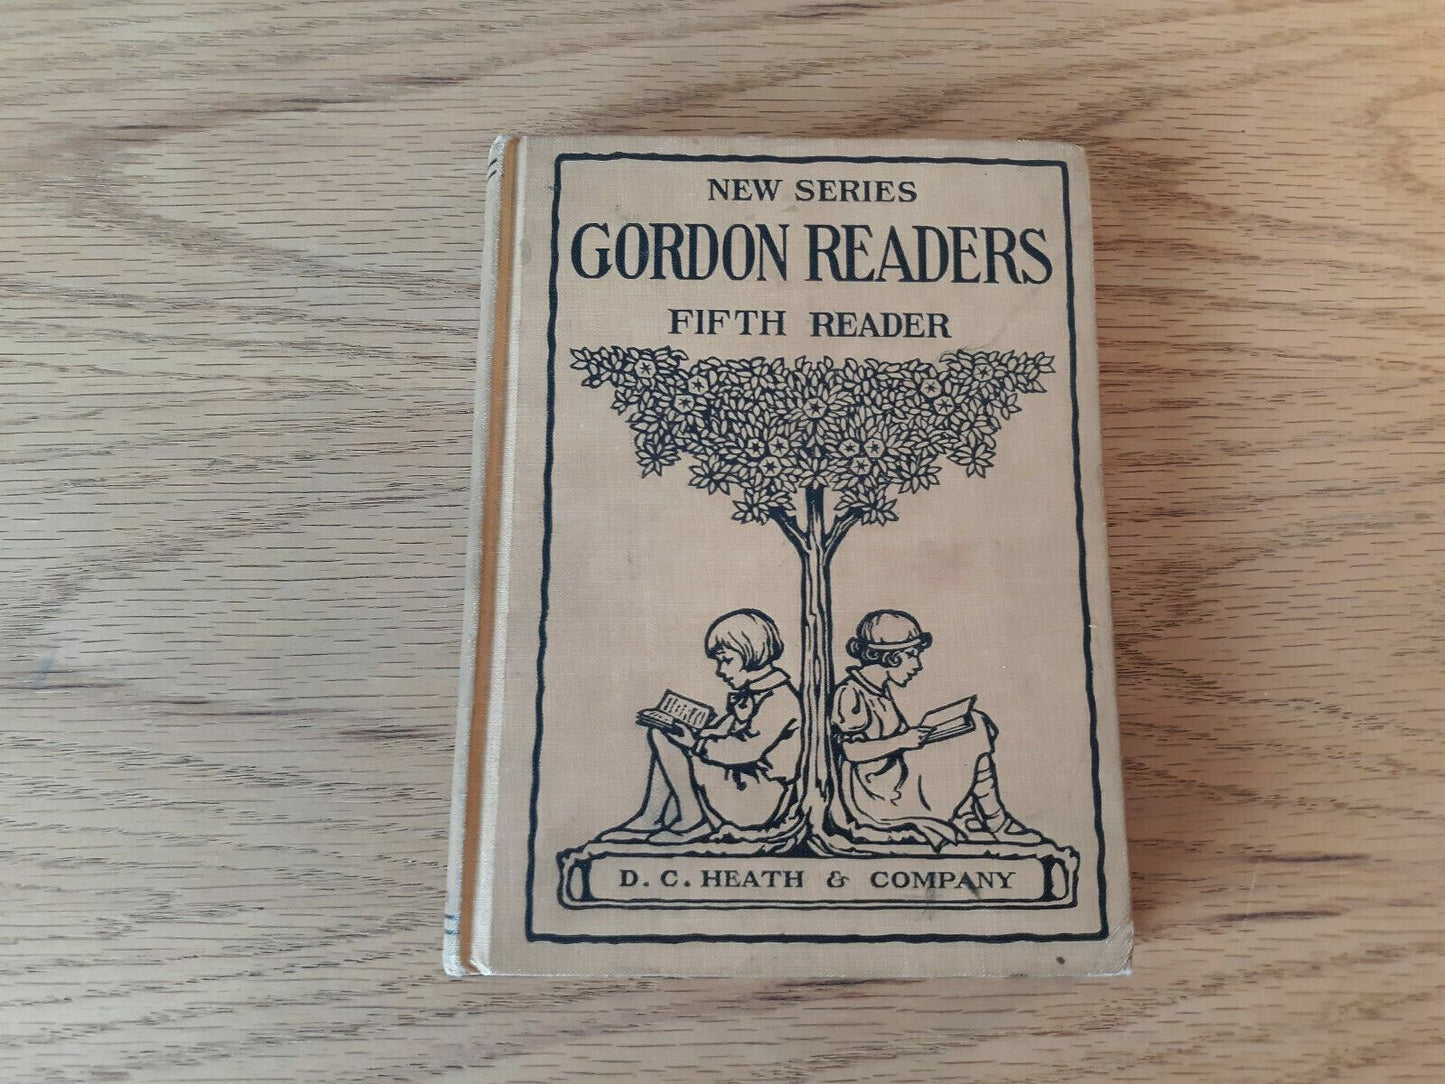 NEW SERIES
GORDON READERS
FIFTH READER
D. C. HEATH & COMPANY